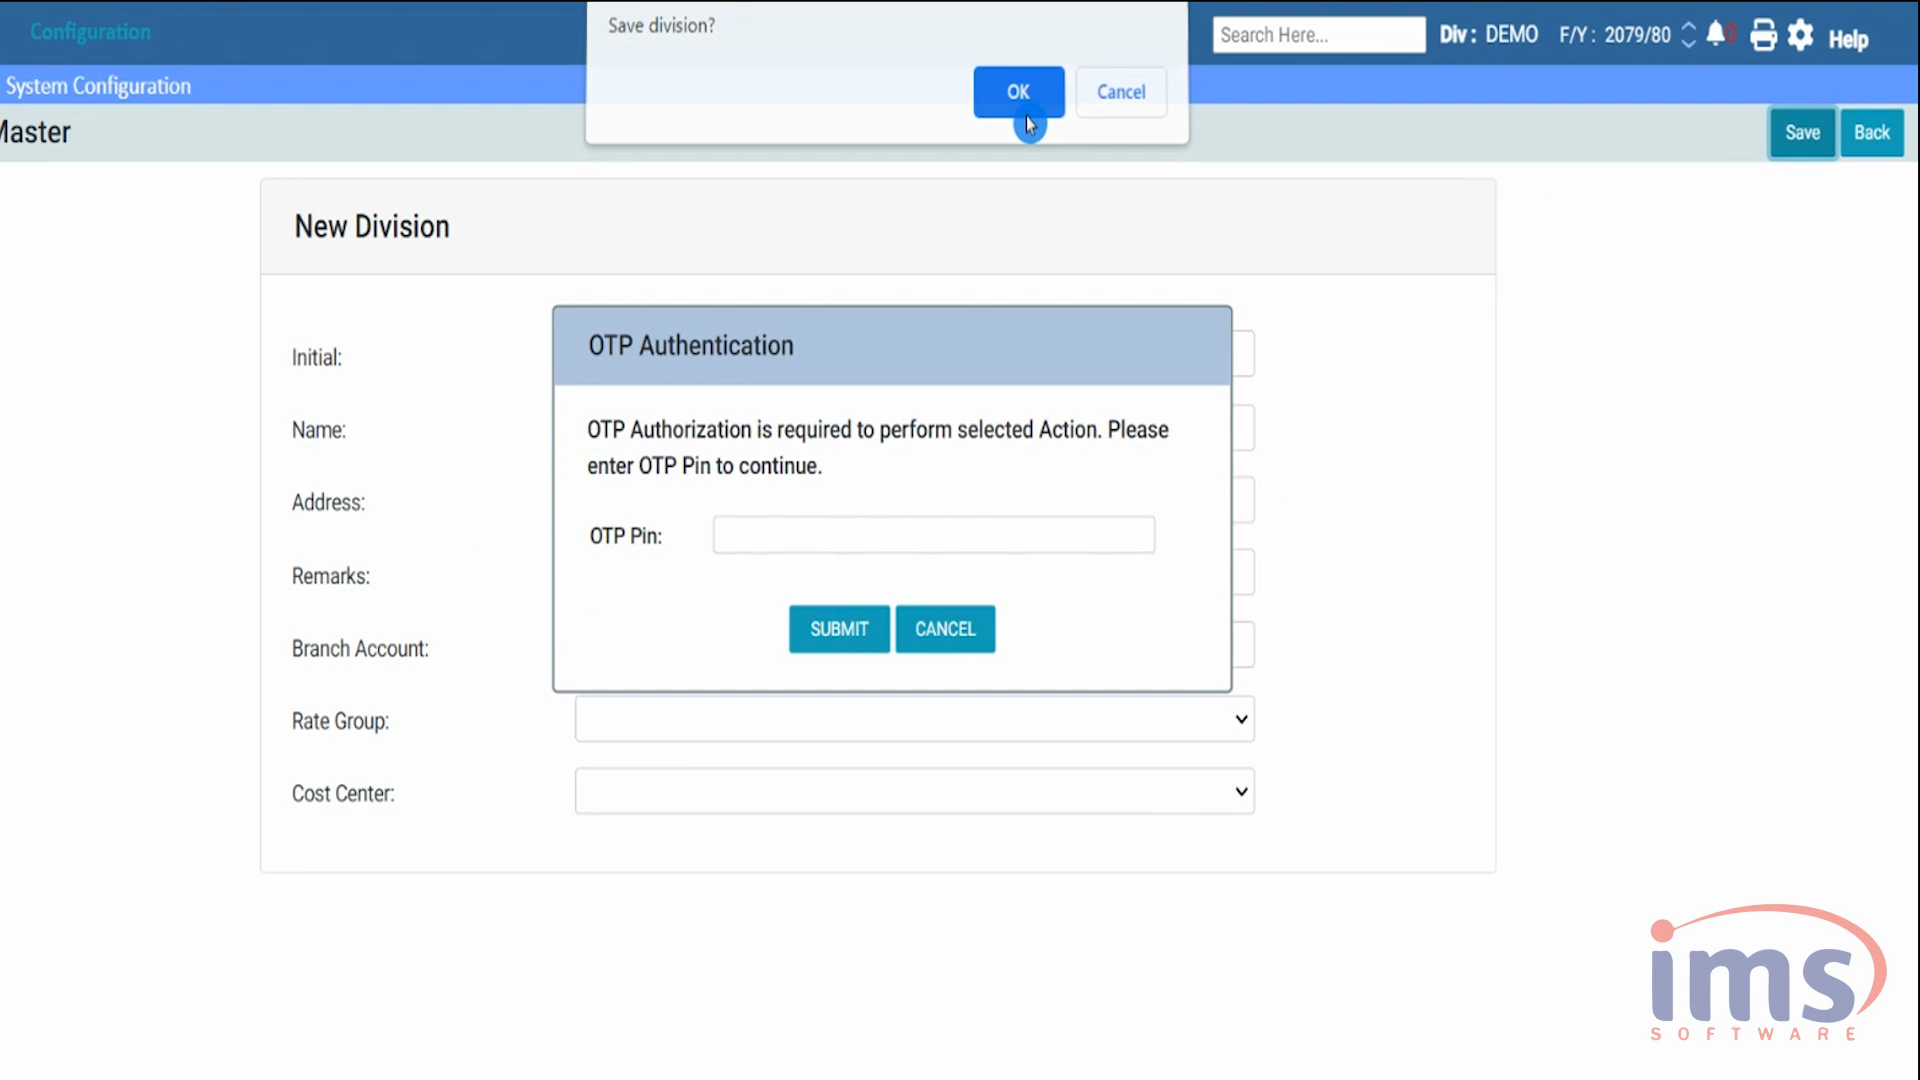 Configuration
Save division?
Div : DEMO
F/Y : 2079/80
Search Here...
Help
OK
Cancel
System Configuration
Master
Save
Back
New Division
OTP Authentication
Initial:
OTP Authorization is required to perform selected Action. Please
enter OTP Pin to continue.
Name:
Address:
OTP Pin:
Remarks:
SUBMIT
CANCEL
Branch Account:
Rate Group:
Cost Center:
ims
SOFTWARE